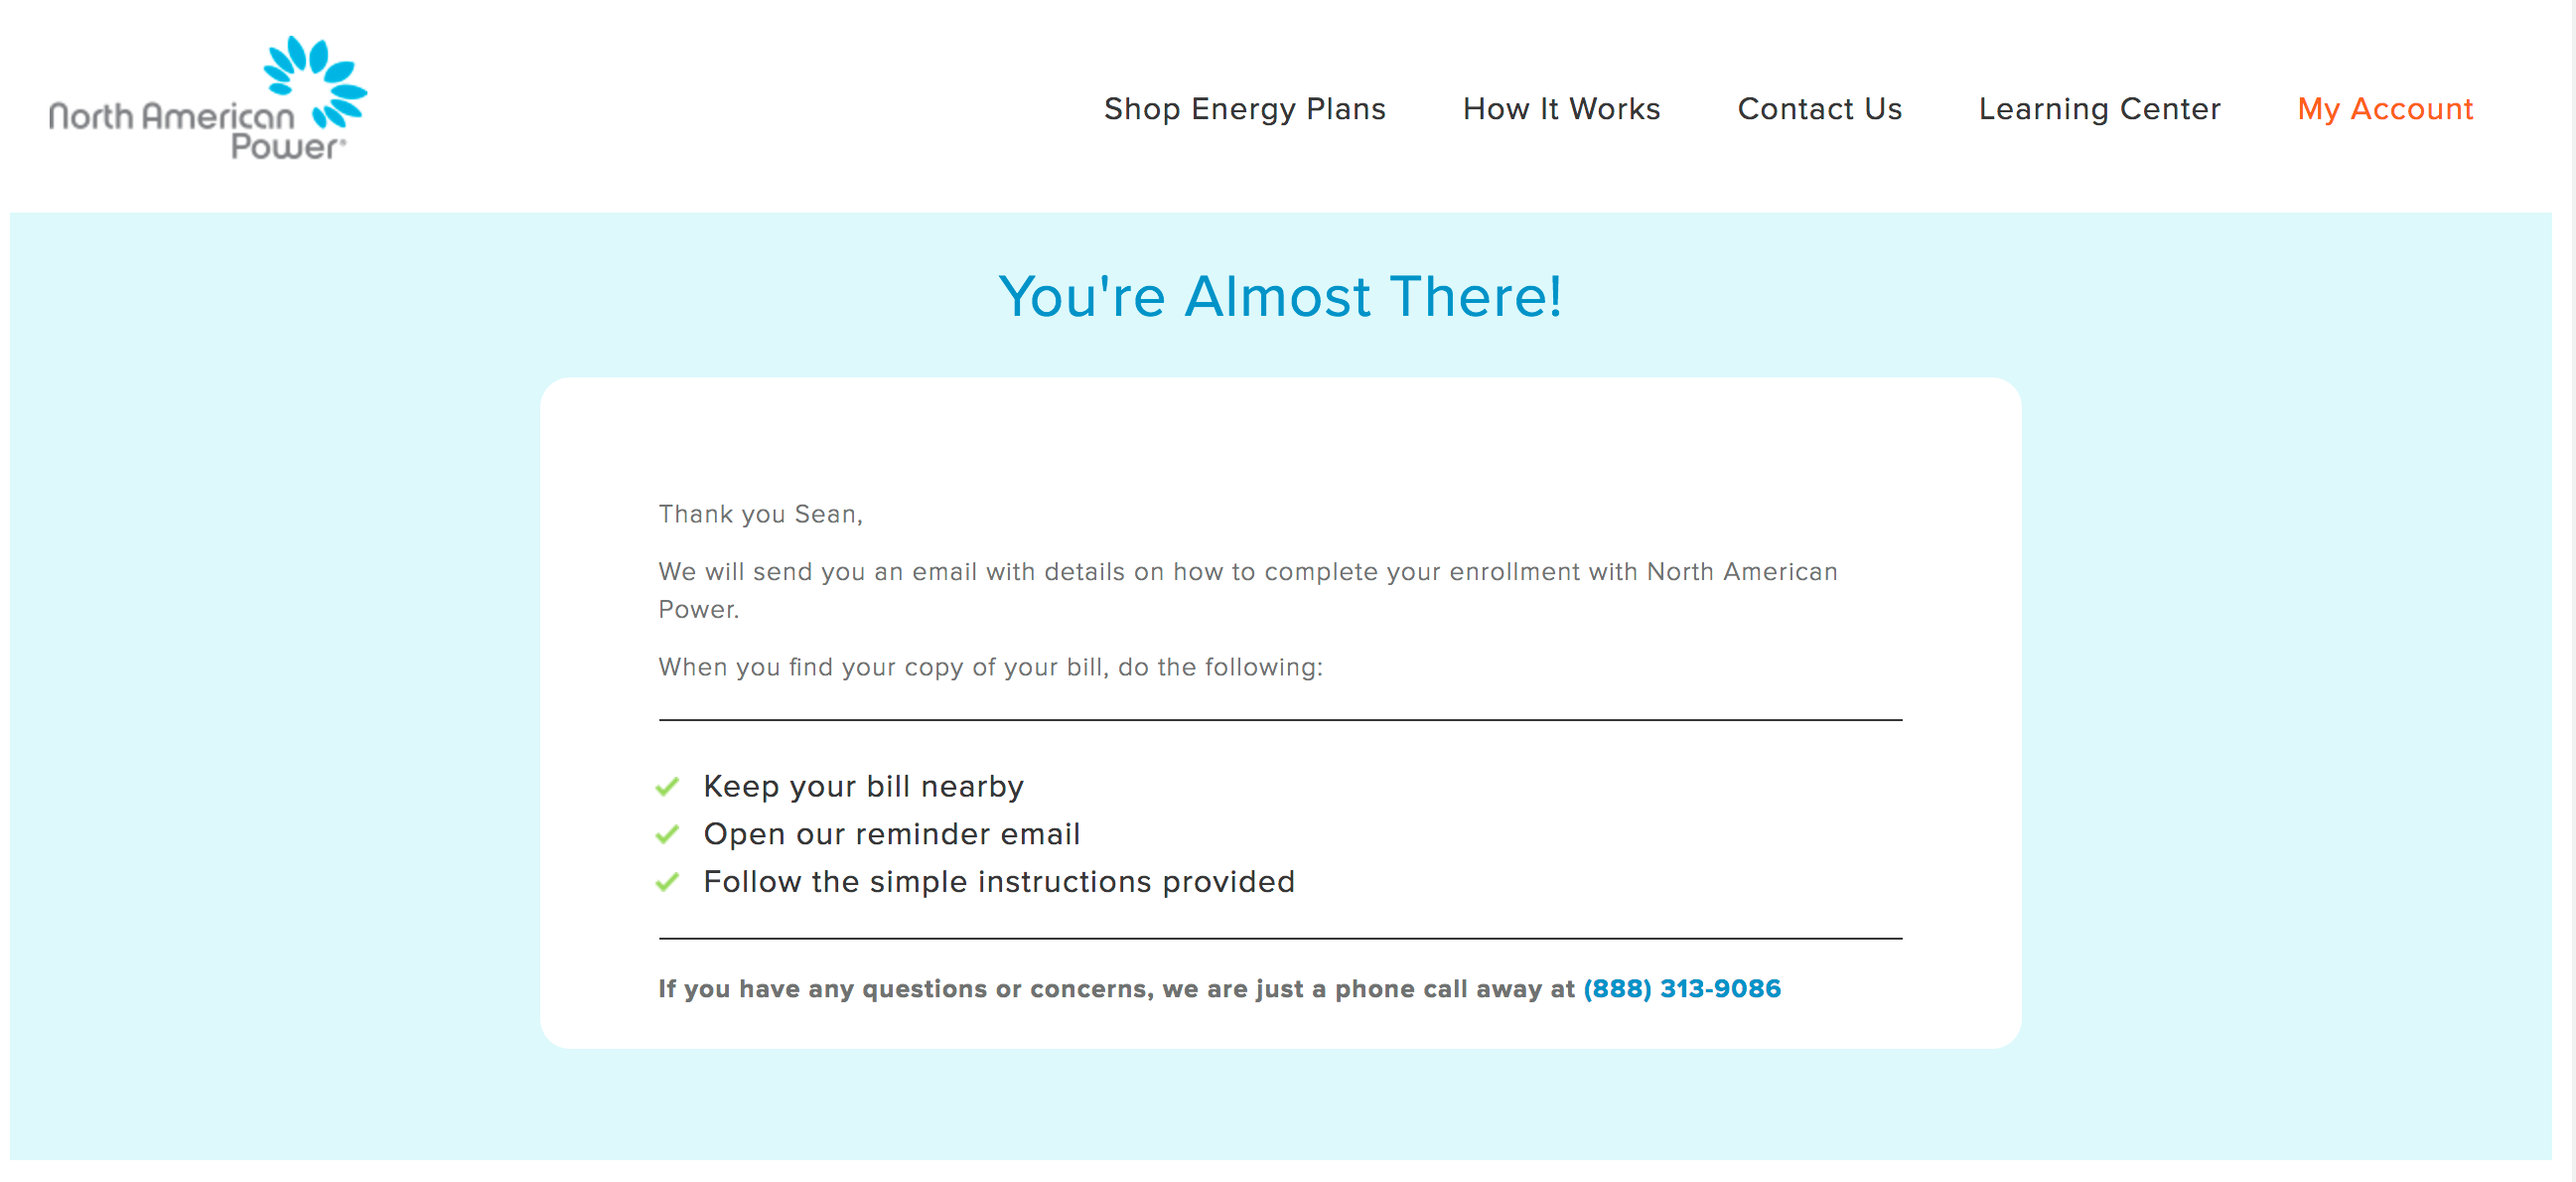 North American
Power®
Shop Energy Plans
How It Works
Contact Us
Learning Center
My Account
You're Almost There!
Thank you Sean,
We will send you an email with details on how to complete your enrollment with North American
Power.
When you find your copy of your bill, do the following:
Keep your bill nearby
Open our reminder email
Follow the simple instructions provided
If you have any questions or concerns, we are just a phone call away at (888) 313-9086